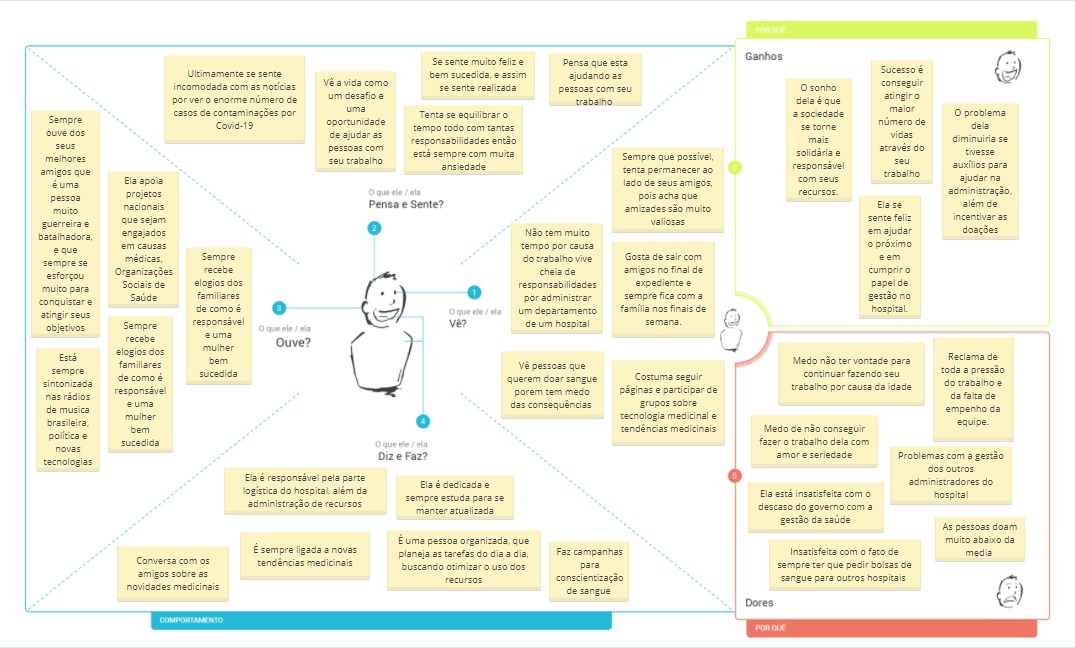 POR QUÊ
Ganhos
Ultimamente se sente
incomodada com as notícias
por ver o enorme número de
casos de contaminações por
Covid-19
Vê a vida como
um desafio e
uma
oportunidade
de ajudar as
pessoas com
seu trabalho
Se sente muito feliz e
bem sucedida, e assim
se sente realizada
Tenta se equilibrar o
tempo todo com tantas
responsabilidades então
está sempre com muita
ansiedade
Pensa que esta
ajudando as
pessoas com seu
trabalho
O que ele / ela
Pensa e Sente?
2
Sempre
ouve dos
seus
melhores
amigos que
é uma
pessoa
muito
guerreira e
batalhadora,
e que
sempre se
esforçou
muito para
conquistar e
atingir seus
objetivos
Ela apoia
projetos
nacionais
que sejam
engajados
em causas
médicas,
Organizações
Sociais de
Saúde
Sempre
recebe
elogios dos
familiares
de como é
responsável
e uma
mulher
bem
sucedida
Sempre
recebe
elogios dos
familiares
de como é
responsável
e uma
mulher
bem
sucedida
Está
sempre
sintonizada
nas rádios
de musica
brasileira,
política e
novas
tecnologias
3
O que ele / ela
Ouve?
1
O que ele / ela
Vê?
Sempre que possível,
tenta permanecer ao
lado de seus amigos,
pois acha que
amizades são muito
valiosas
Não tem muito
tempo por causa
do trabalho vive
cheia de
responsabilidades
por administrar
um departamento
de um hospital
Gosta de sair com
amigos no final de
expediente e
sempre fica com a
família nos finais de
semana.
Vê pessoas que
querem doar sangue
porem tem medo
das consequências
Costuma seguir
páginas e participar de
grupos sobre
tecnologia medicinal e
tendências medicinais
4
O que ele / ela
Diz e Faz?
Ela é responsável pela parte
logística do hospital, além da
administração de recursos
Ela é dedicada e
sempre estuda para se
manter atualizada
Conversa com os
amigos sobre as
novidades medicinais
É sempre ligada a novas
tendências medicinais
É uma pessoa organizada, que
planeja as tarefas do dia a dia,
buscando otimizar o uso dos
recursos
Faz campanhas
para
conscientização
de sangue
COMPORTAMENTO
O sonho
dela é que
a sociedade
se torne
mais
solidária e
responsável
com seus
recursos.
Sucesso é
conseguir
atingir o
maior
número de
vidas
através do
seu
trabalho
O problema
dela
diminuiria se
tivesse
auxílios para
ajudar na
administração,
além de
incentivar as
doações
Ela se
sente feliz
em ajudar
o próximo
e em
cumprir o
papel de
gestão no
hospital.
Medo não ter vontade para
continuar fazendo seu
trabalho por causa da idade
Reclama de
toda a pressão
do trabalho e
da falta de
empenho da
equipe.
Medo de não conseguir
fazer o trabalho dela com
amor e seriedade
Problemas com a gestão
dos outros
administradores do
hospital
5
Ela está insatisfeita com o
descaso do governo com a
gestão da saúde
As pessoas doam
muito abaixo da
media
Insatisfeita com o fato de
sempre ter que pedir bolsas de
sangue para outros hospitais
Dores
POR QUÊ